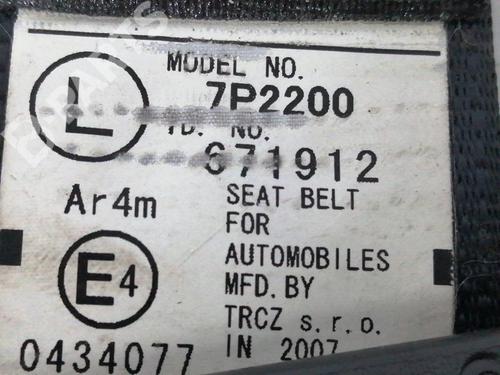 MODEL NO.
L 7P2200
ID. NO.
671912
Ar4m
SEAT BELT
FOR
AUTOMOBILES
E4
MFD. BY
TRCZ s. r. o.
0434077
IN 2007